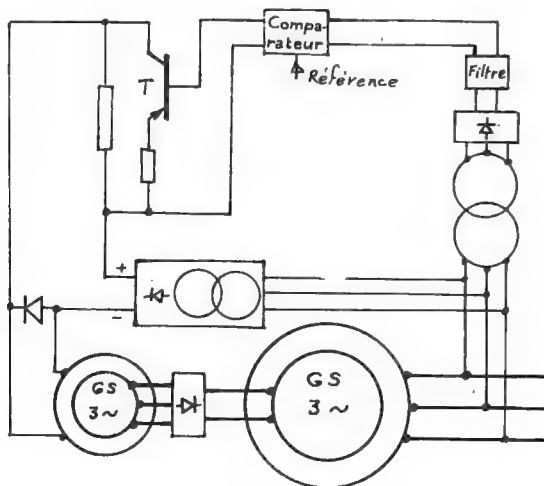 Compa-
rateur
Référence
Filtre
T
+
-
GS
3~
GS
3~